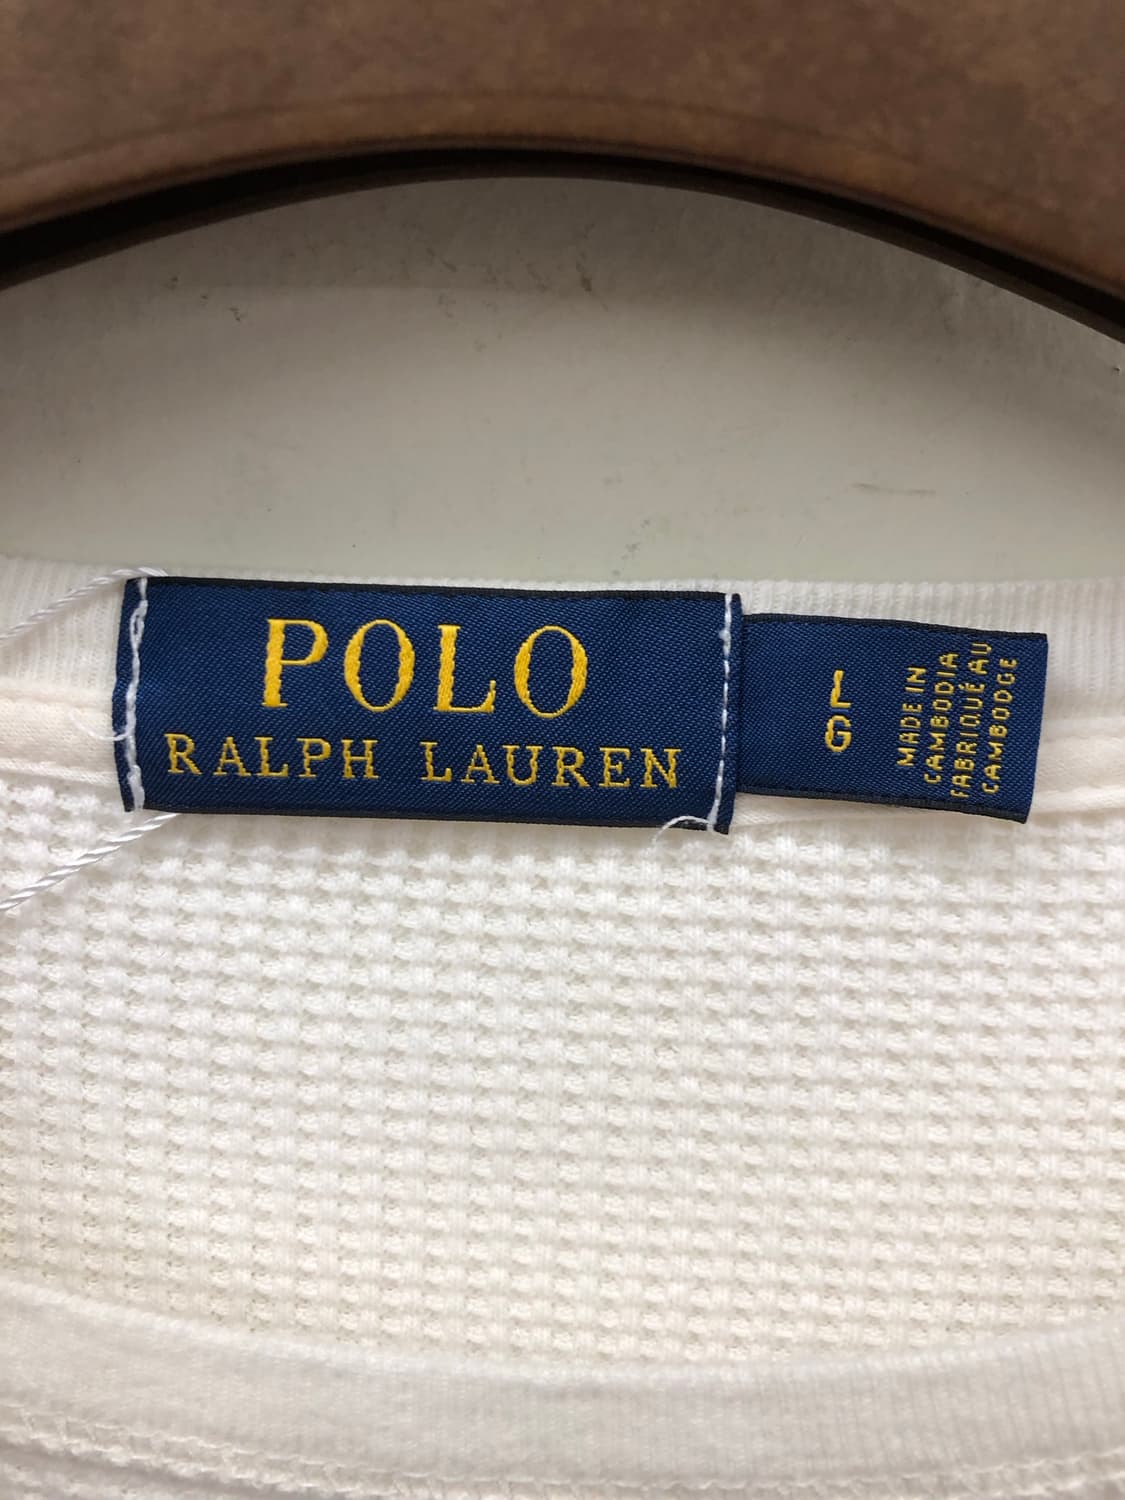 POLO
RALPH LAUREN
L
G
MADE IN
CAMBODIA
FABRIQUÉ AU
CAMBODGE